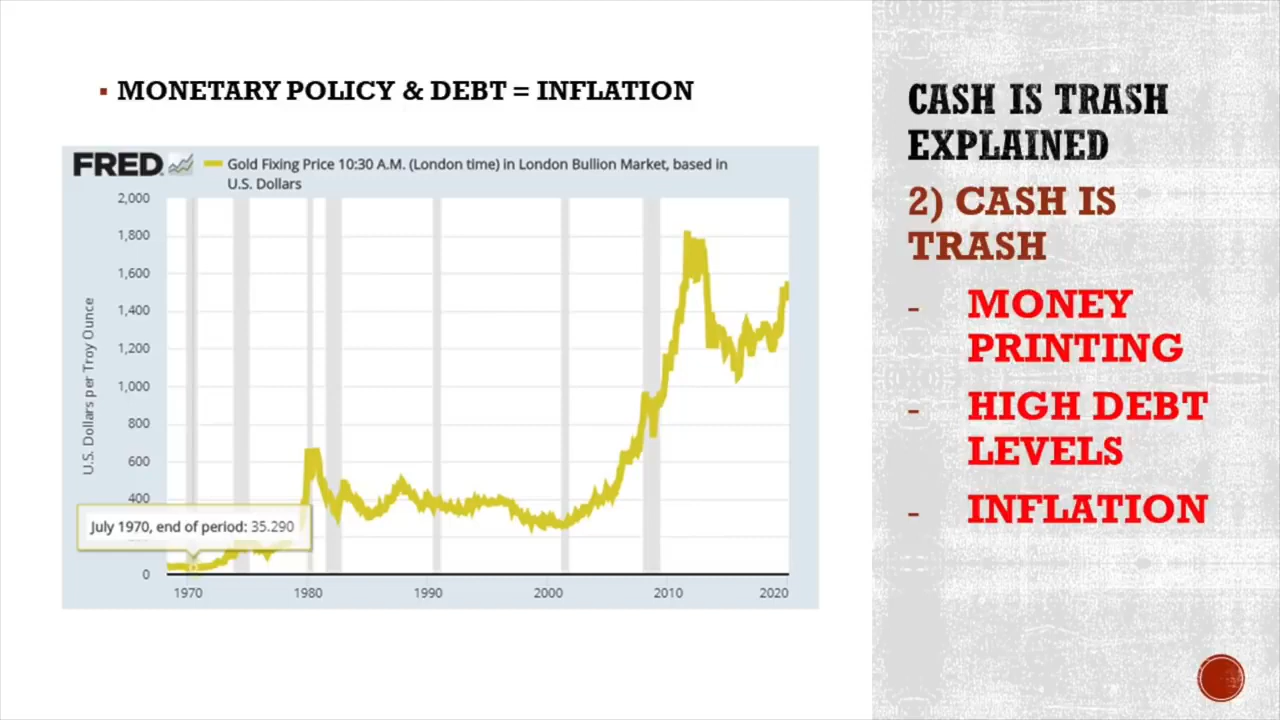 ▪ MONETARY POLICY & DEBT = INFLATION
FRED
Gold Fixing Price 10:30 A.M. (London time) in London Bullion Market, based in
U.S. Dollars
U.S. Dollars per Troy Ounce
2,000
1,800
1,600
1,400
1,200
1,000
800
600
400
July 1970, end of period: 35.290
0
1970 1980 1990 2000 2010 2020
CASH IS TRASH
EXPLAINED
2) CASH IS
TRASH
- MONEY
PRINTING
- HIGH DEBT
LEVELS
- INFLATION